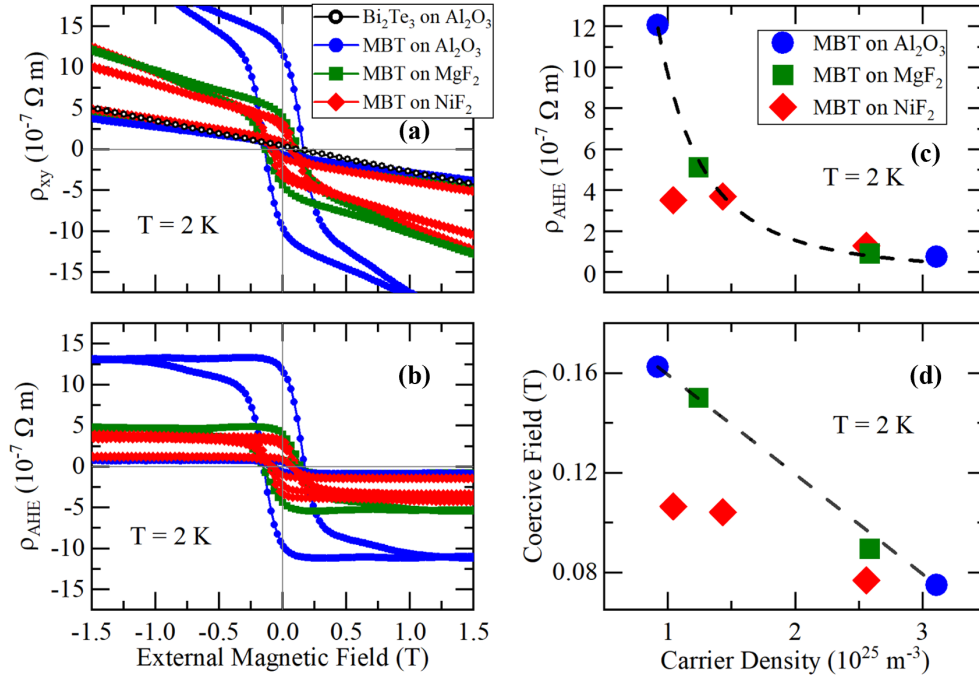 15
10
5
0
-5
-10
-15
ρxy (10⁻⁷ Ω m)
Bi₂Te₃ on Al₂O₃
MBT on Al₂O₃
MBT on MgF₂
MBT on NiF₂
(a)
T = 2 K
15
10
5
0
-5
-10
-15
ρAHE (10⁻⁷ Ω m)
(b)
T = 2 K
-1.5 -1.0 -0.5 0.0 0.5 1.0 1.5
External Magnetic Field (T)
12
10
8
6
4
2
0
ρAHE (10⁻⁷ Ω m)
MBT on Al₂O₃
MBT on MgF₂
MBT on NiF₂
(c)
T = 2 K
0.16
0.12
0.08
Coercive Field (T)
(d)
T = 2 K
1 2 3
Carrier Density (10²⁵ m⁻³)